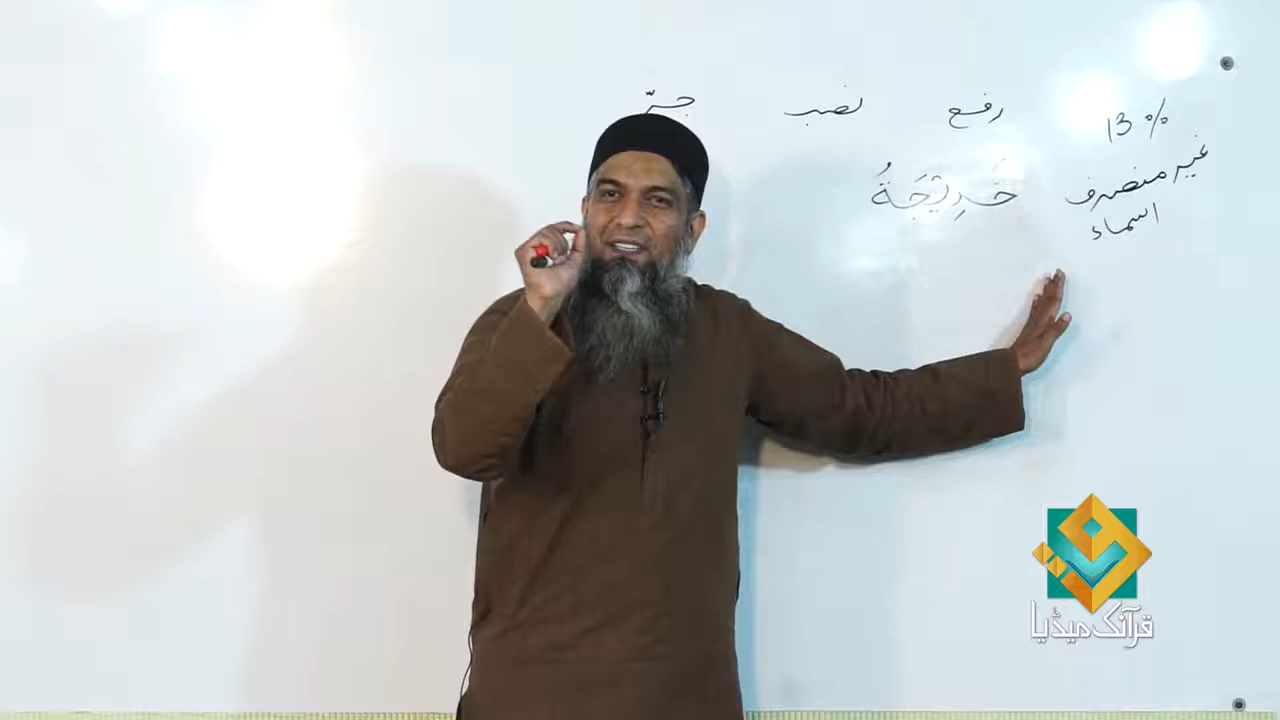 13% رفع نصب جرّ
غیر منصرف خَدِيْجَةُ
اسماء
قرآنک میڈیا